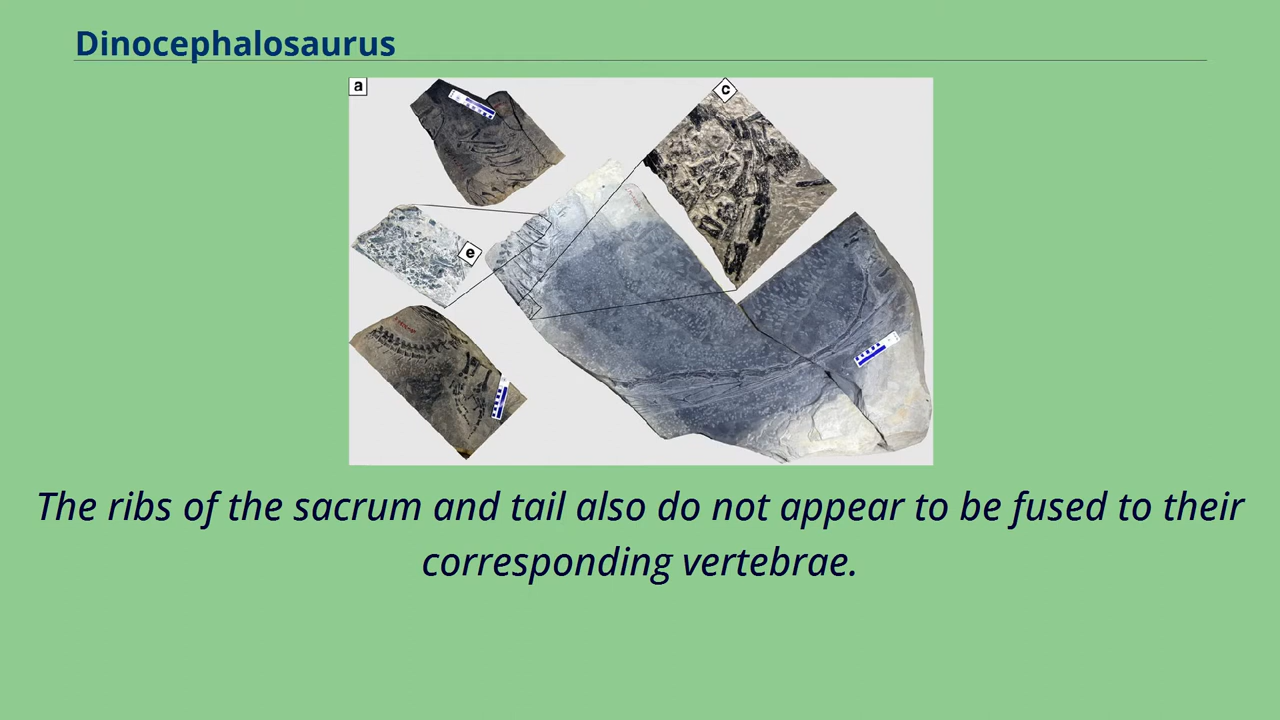 Dinocephalosaurus
a
c
e
The ribs of the sacrum and tail also do not appear to be fused to their
corresponding vertebrae.